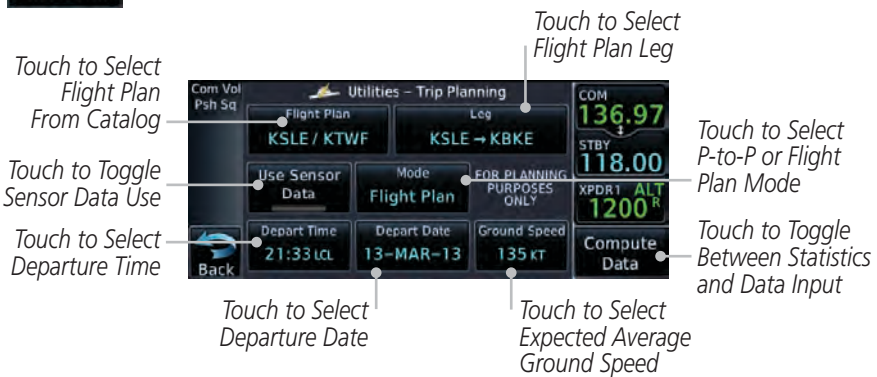 Touch to Select
Flight Plan Leg
Touch to Select
Flight Plan
From Catalog
Touch to Toggle
Sensor Data Use
Touch to Select
Departure Time
Com Vol
Psh Sq
Utilities – Trip Planning
Flight Plan
KSLE / KTWF
Leg
KSLE → KBKE
Use Sensor
Data
Mode
Flight Plan
FOR PLANNING
PURPOSES
ONLY
Depart Time
21:33 LCL
Depart Date
13–MAR–13
Ground Speed
135 KT
Back
COM
136.97
STBY
118.00
XPDR1 ALT
1200 R
Compute
Data
Touch to Select
P-to-P or Flight
Plan Mode
Touch to Toggle
Between Statistics
and Data Input
Touch to Select
Departure Date
Touch to Select
Expected Average
Ground Speed